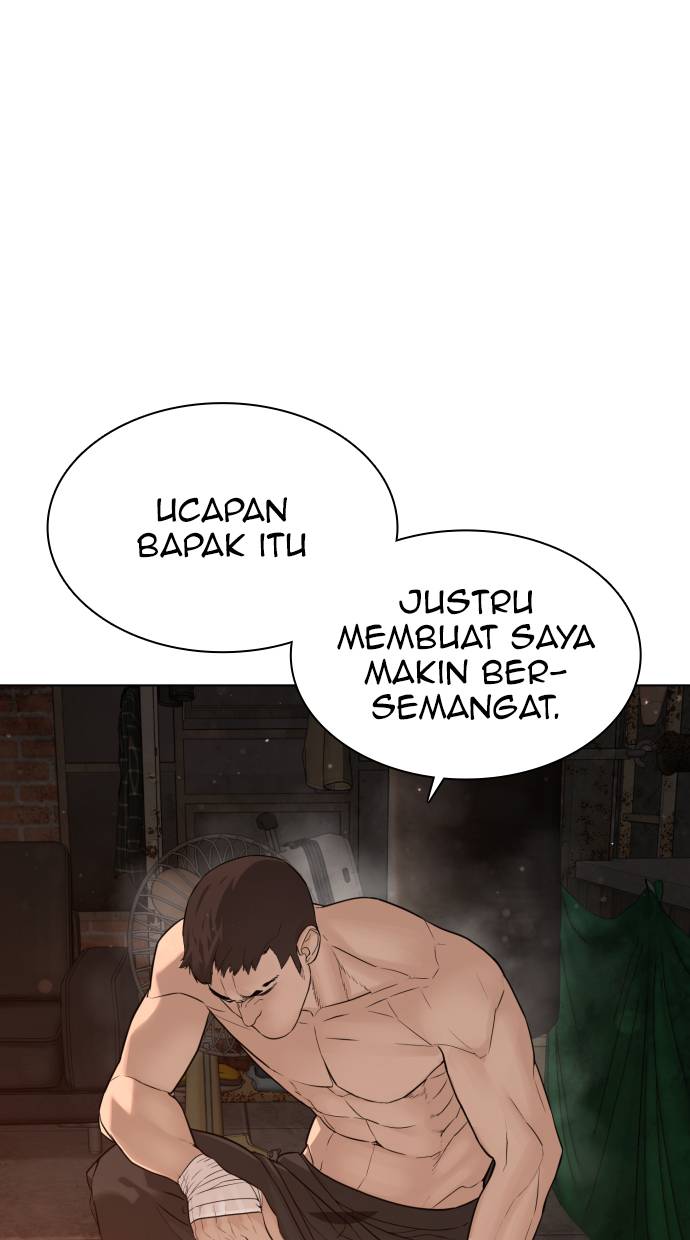 UCAPAN
BAPAK ITU
JUSTRU
MEMBUAT SAYA
MAKIN BER-
SEMANGAT.